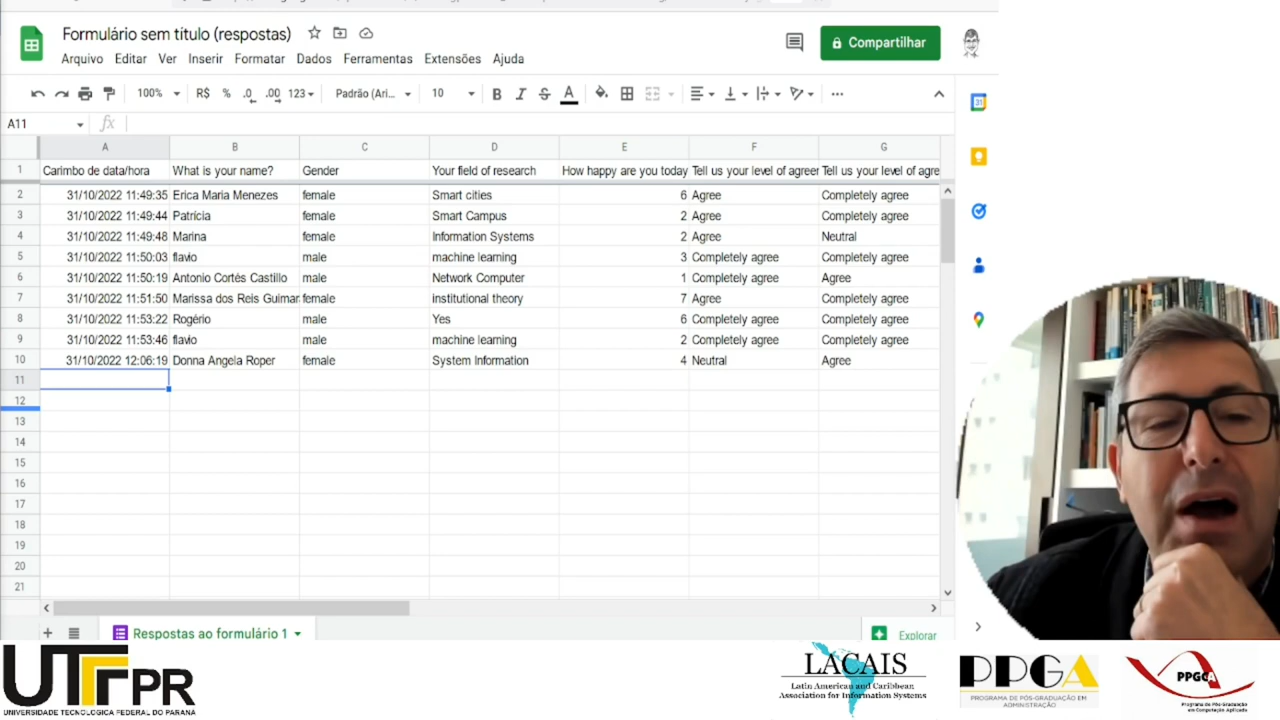 Formulário sem título (respostas)
Arquivo Editar Ver Inserir Formatar Dados Ferramentas Extensões Ajuda
Compartilhar
100% R$ % .0 .00 123 Padrão (Ari... 10 B I S A
A11 fx
A B C D E F G
1 Carimbo de data/hora What is your name? Gender Your field of research How happy are you today Tell us your level of agreer Tell us your level of agre
2 31/10/2022 11:49:35 Erica Maria Menezes female Smart cities 6 Agree Completely agree
3 31/10/2022 11:49:44 Patrícia female Smart Campus 2 Agree Completely agree
4 31/10/2022 11:49:48 Marina female Information Systems 2 Agree Neutral
5 31/10/2022 11:50:03 flavio male machine learning 3 Completely agree Completely agree
6 31/10/2022 11:50:19 Antonio Cortés Castillo male Network Computer 1 Completely agree Agree
7 31/10/2022 11:51:50 Marissa dos Reis Guimar female institutional theory 7 Agree Completely agree
8 31/10/2022 11:53:22 Rogério male Yes 6 Completely agree Completely agree
9 31/10/2022 11:53:46 flavio male machine learning 2 Completely agree Completely agree
10 31/10/2022 12:06:19 Donna Angela Roper female System Information 4 Neutral Agree
11
12
13
14
15
16
17
18
19
20
21
Respostas ao formulário 1
Explorar
31
UTFPR
UNIVERSIDADE TECNOLÓGICA FEDERAL DO PARANÁ
LACAIS
Latin American and Caribbean
Association for Information Systems
PPGA
PROGRAMA DE PÓS-GRADUAÇÃO EM
ADMINISTRAÇÃO
PPGCA
Programa de Pós-Graduação
em Computação Aplicada